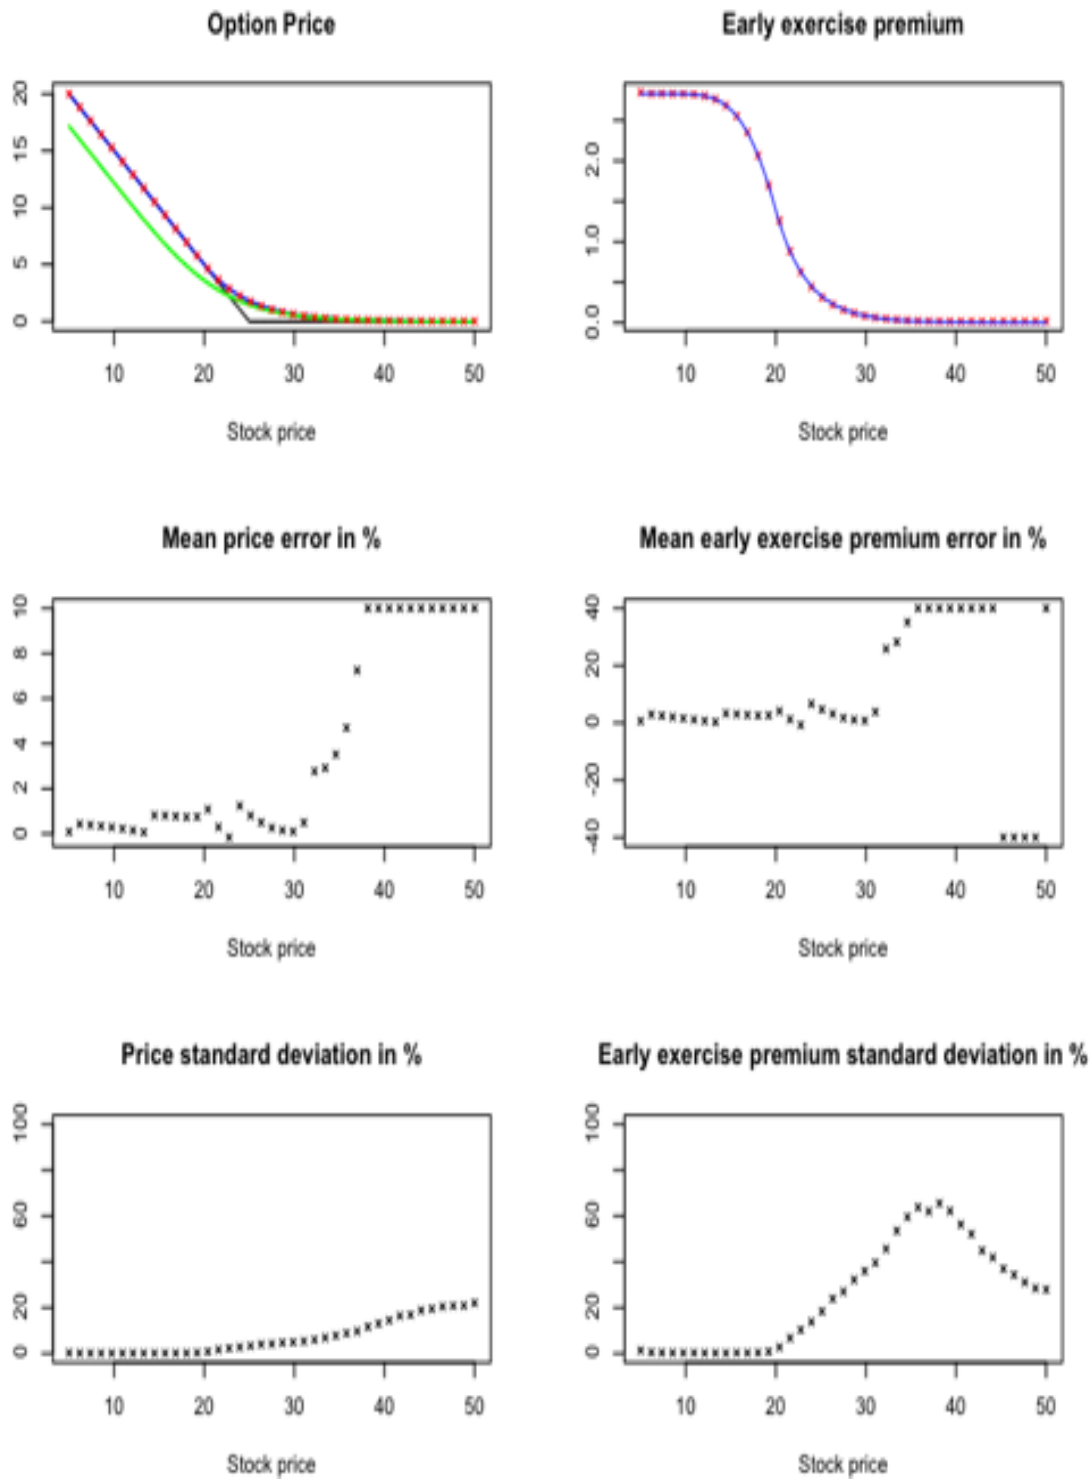 Option Price
20
15
10
5
0
10 20 30 40 50
Stock price
Early exercise premium
2.0
1.0
0.0
10 20 30 40 50
Stock price
Mean price error in %
10
8
6
4
2
0
10 20 30 40 50
Stock price
Mean early exercise premium error in %
40
20
0
-20
-40
10 20 30 40 50
Stock price
Price standard deviation in %
100
60
20
0
10 20 30 40 50
Stock price
Early exercise premium standard deviation in %
100
60
20
0
10 20 30 40 50
Stock price